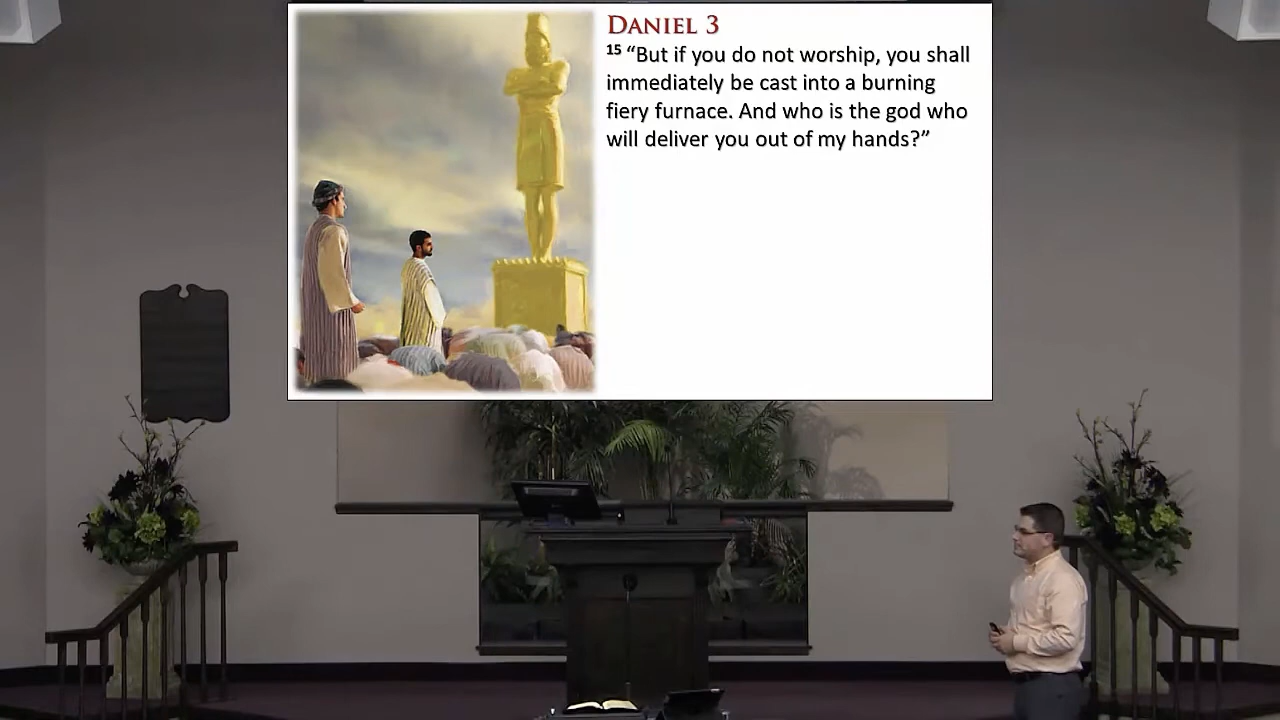 DANIEL 3
15 “But if you do not worship, you shall
immediately be cast into a burning
fiery furnace. And who is the god who
will deliver you out of my hands?”